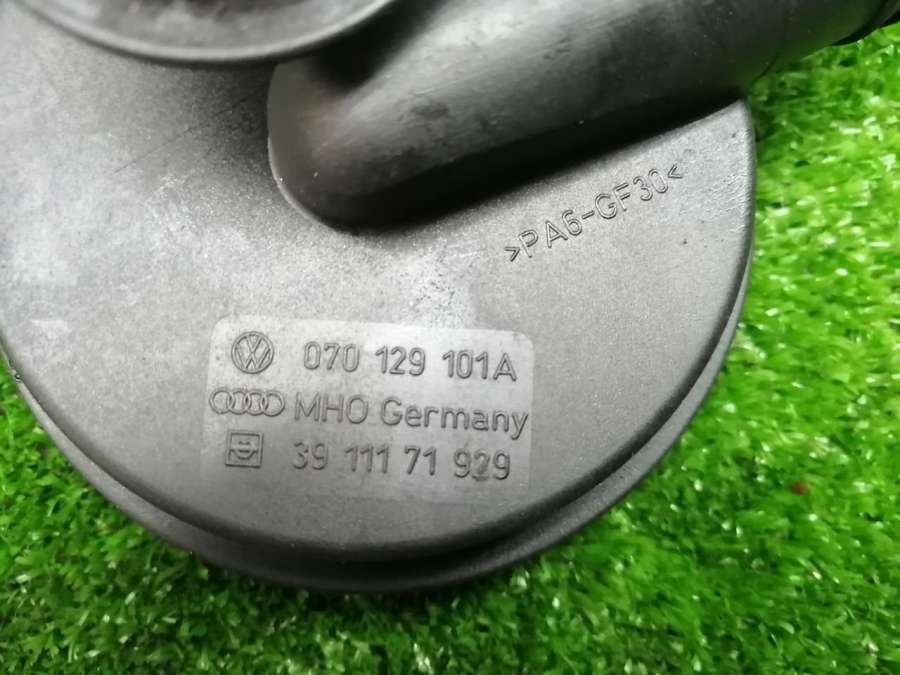 >PA6-GF30<
070 129 101A
MHO Germany
39 111 71 929